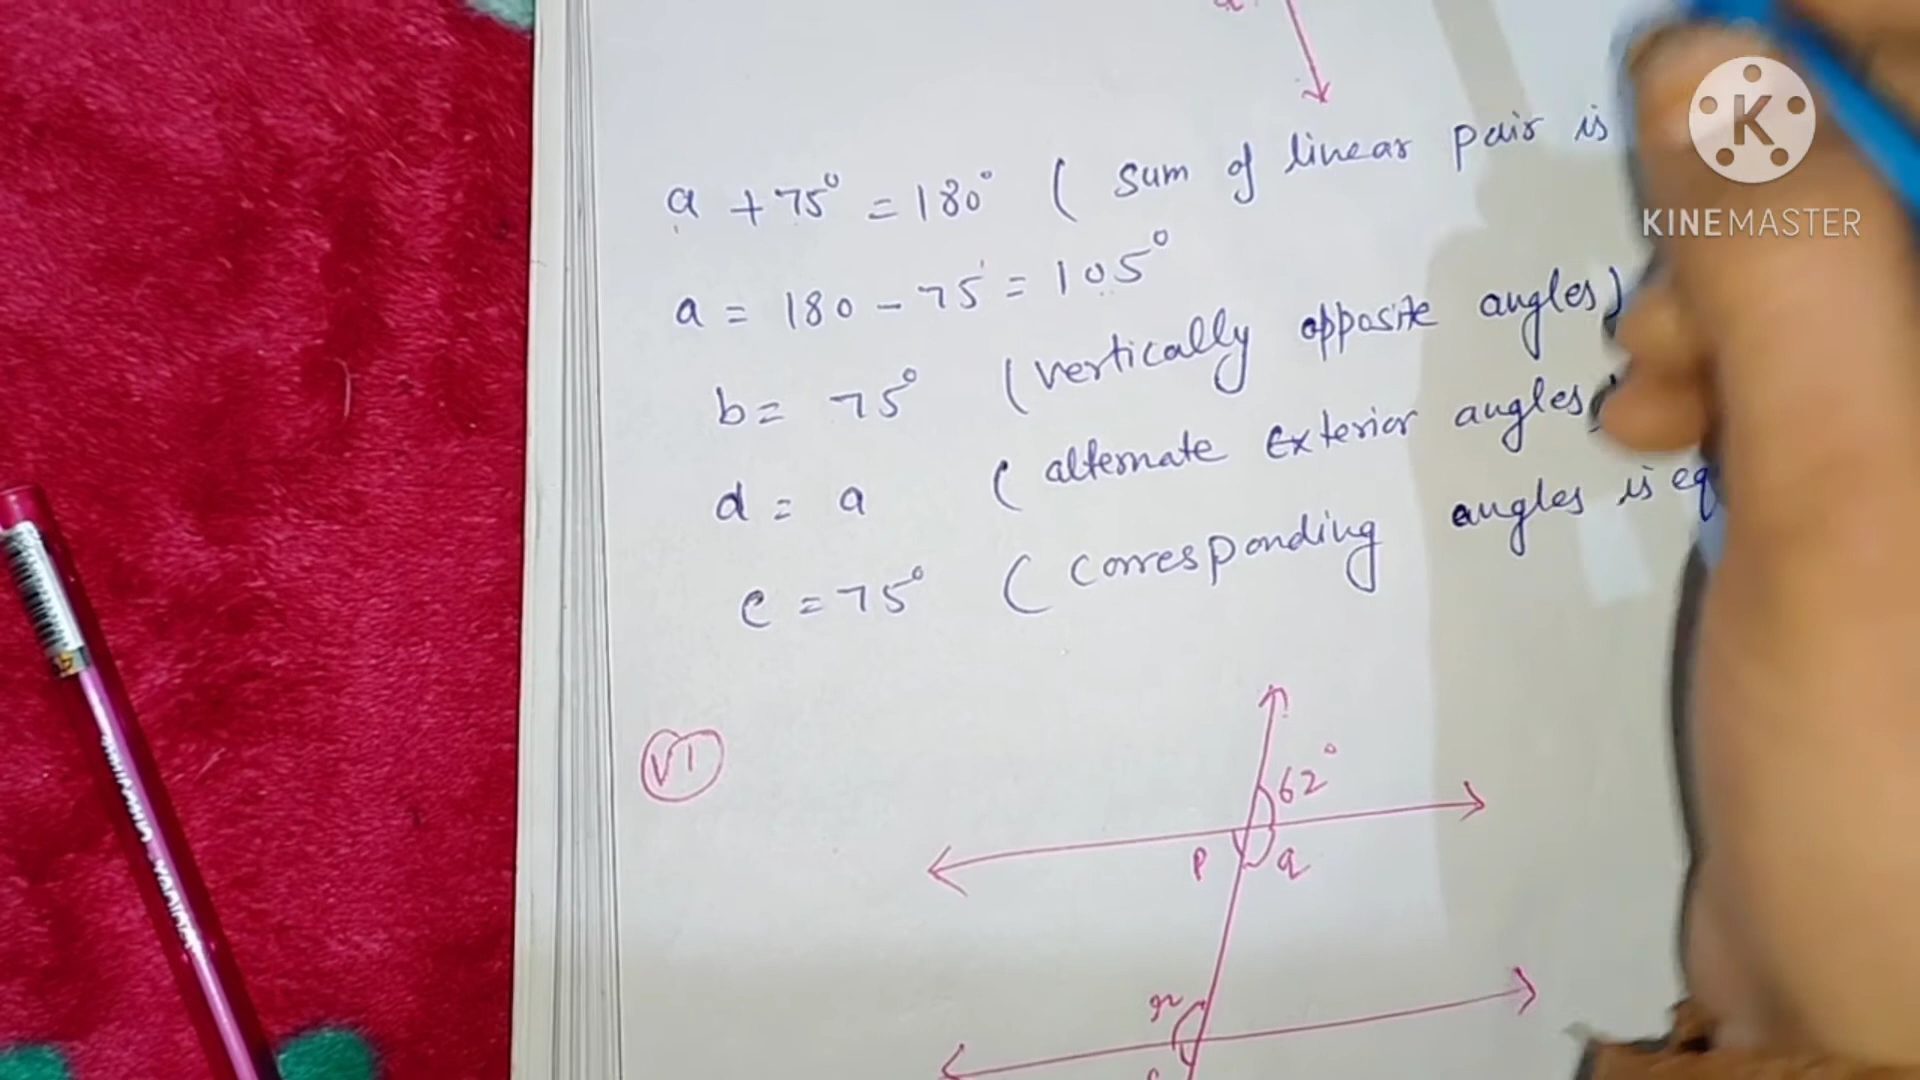 a + 75° = 180° ( sum of linear pair is
a = 180 - 75 = 105°
b = 75° (vertically opposite angles)
d = a ( alternate exterior angles
c = 75° ( corresponding angles is eq
VI
62°
P q
r
K
KINEMASTER